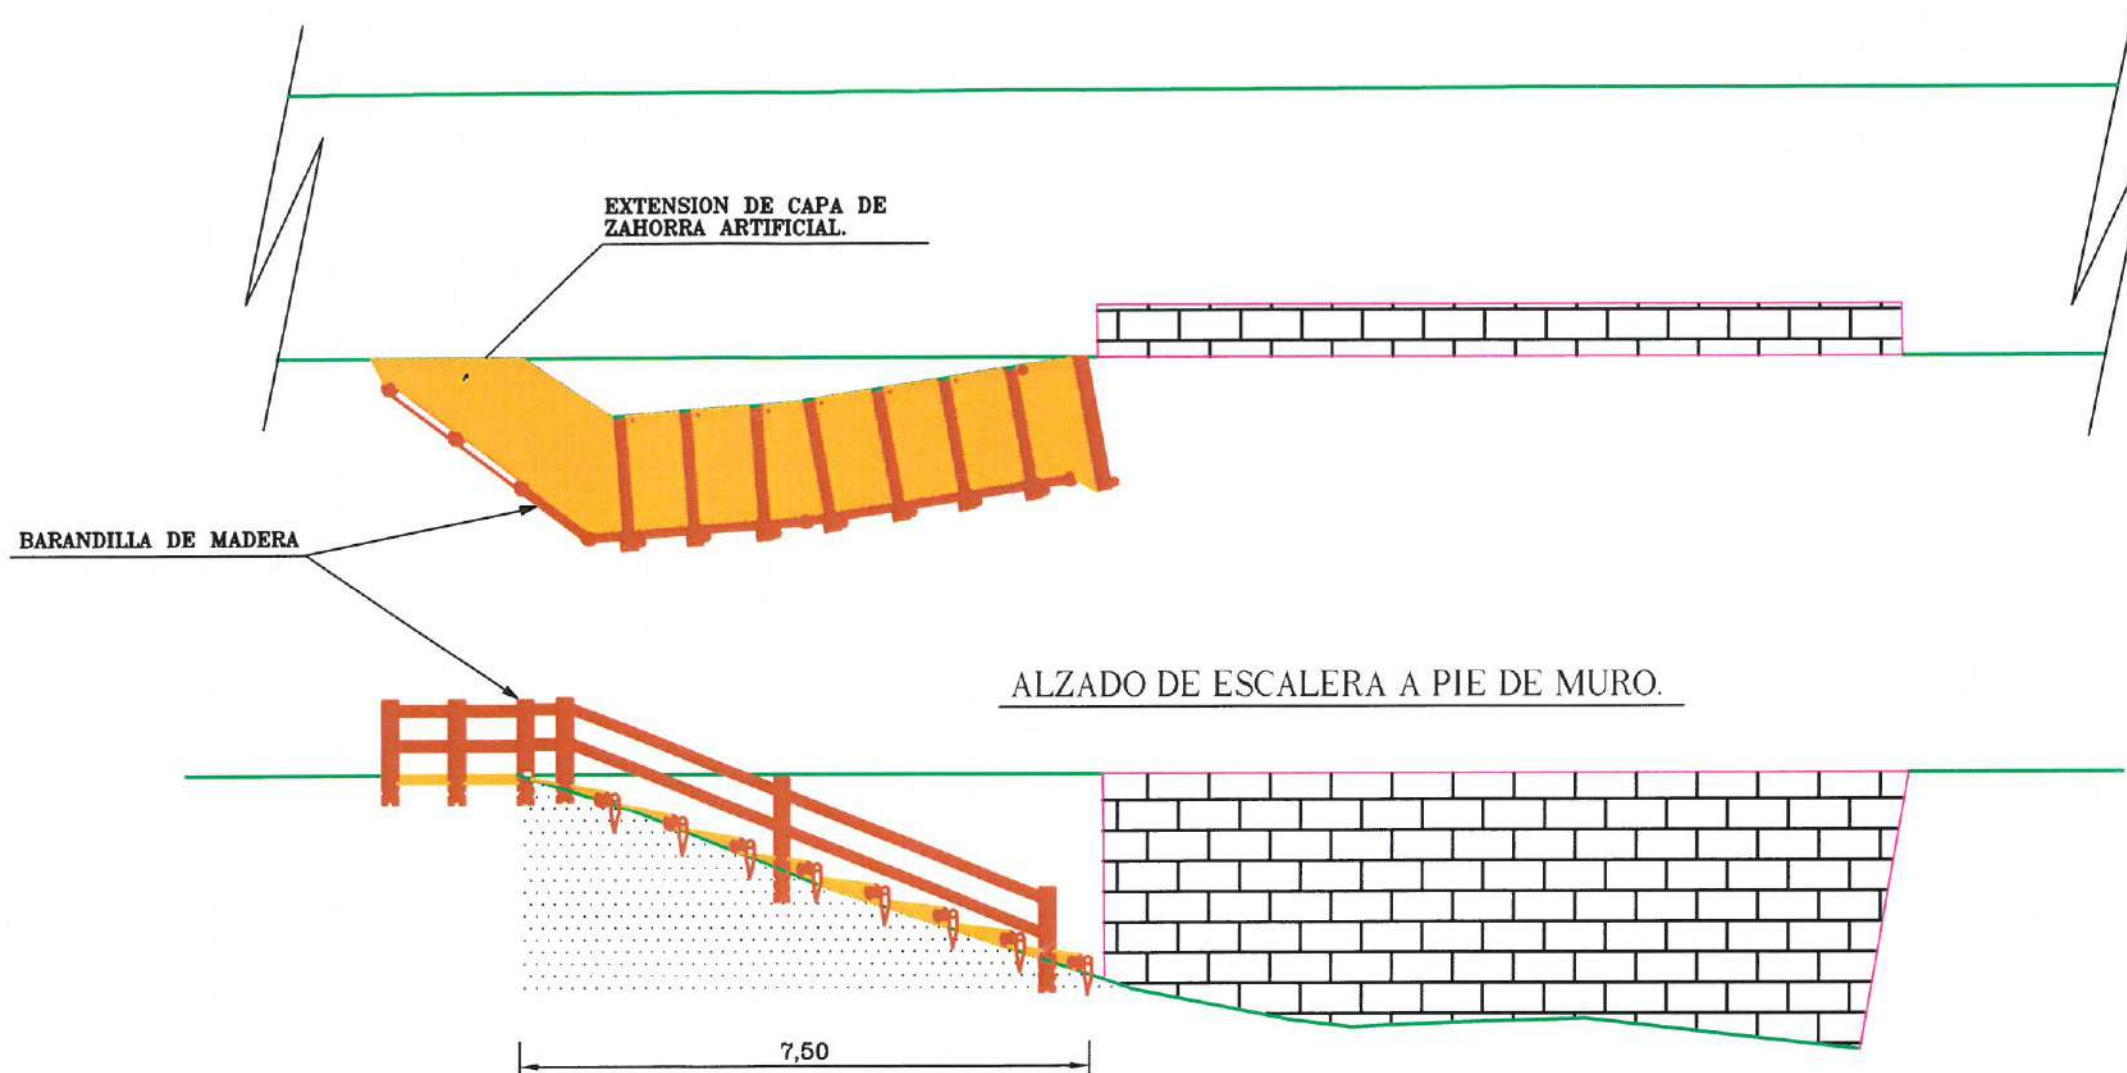 EXTENSION DE CAPA DE
ZAHORRA ARTIFICIAL.
BARANDILLA DE MADERA
ALZADO DE ESCALERA A PIE DE MURO.
7,50